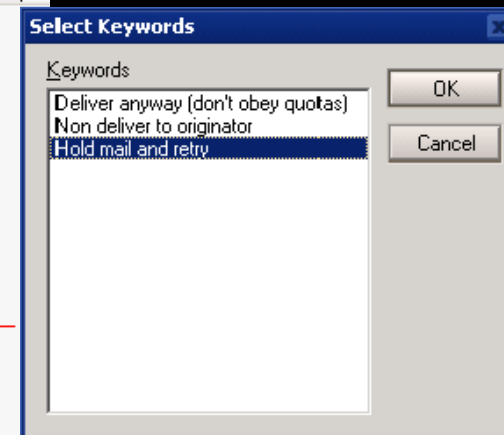 Select Keywords
Keywords
Deliver anyway (don't obey quotas)
Non deliver to originator
Hold mail and retry
OK
Cancel